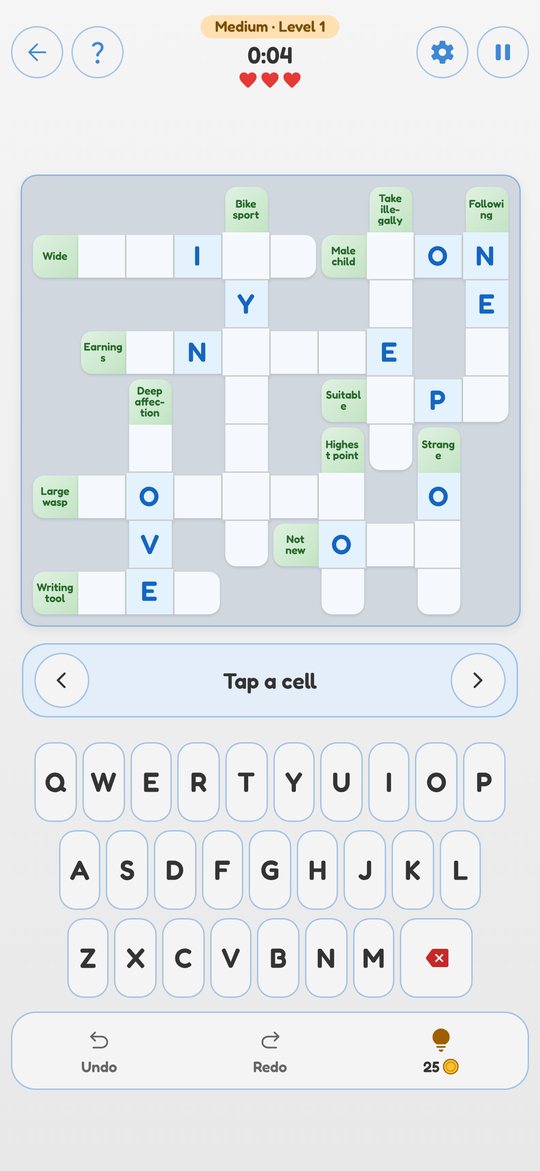 Medium · Level 1
?
0:04
Bike
sport
Take
ille-
gally
Followi
ng
Wide
I
Male
child
O
N
Y
E
Earning
s
N
E
Deep
affec-
tion
Suitabl
e
P
Highes
t point
Strang
e
Large
wasp
O
O
V
Not
new
O
Writing
tool
E
Tap a cell
Q W E R T Y U I O P
A S D F G H J K L
Z X C V B N M
Undo
Redo
25